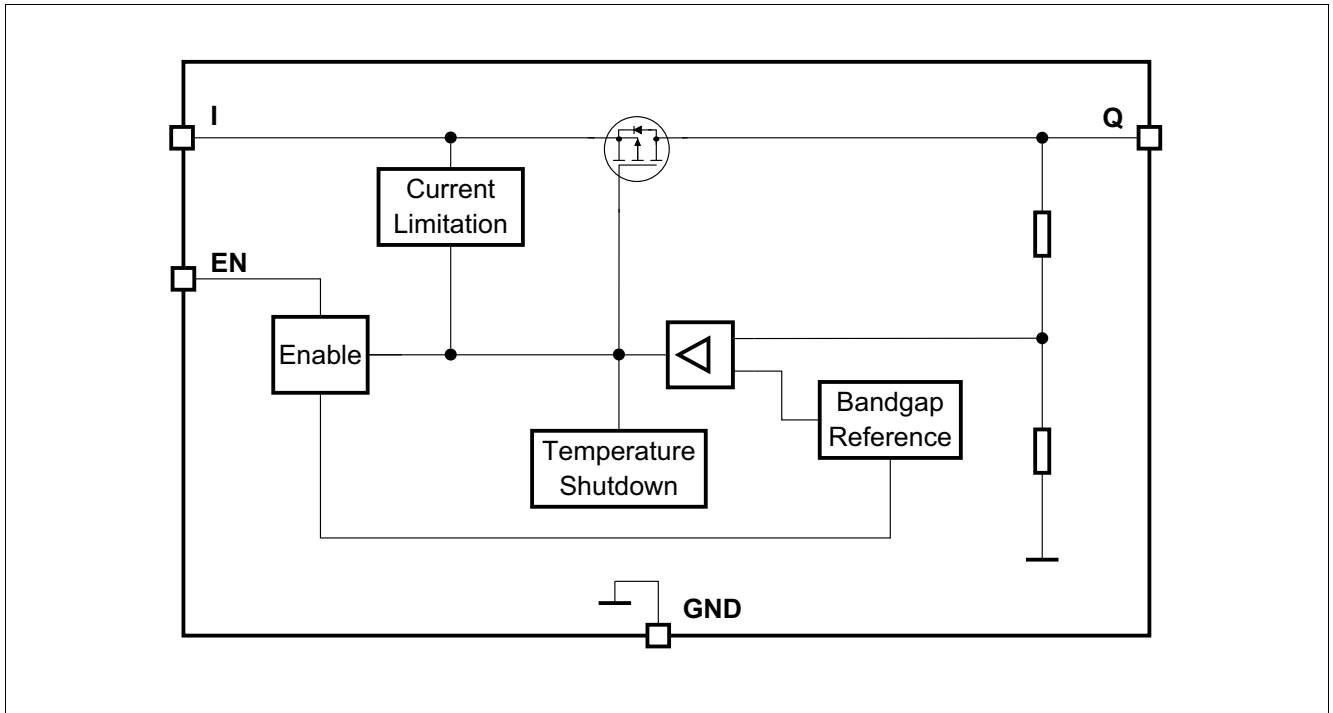 I
Q
Current
Limitation
EN
Enable
Bandgap
Reference
Temperature
Shutdown
GND